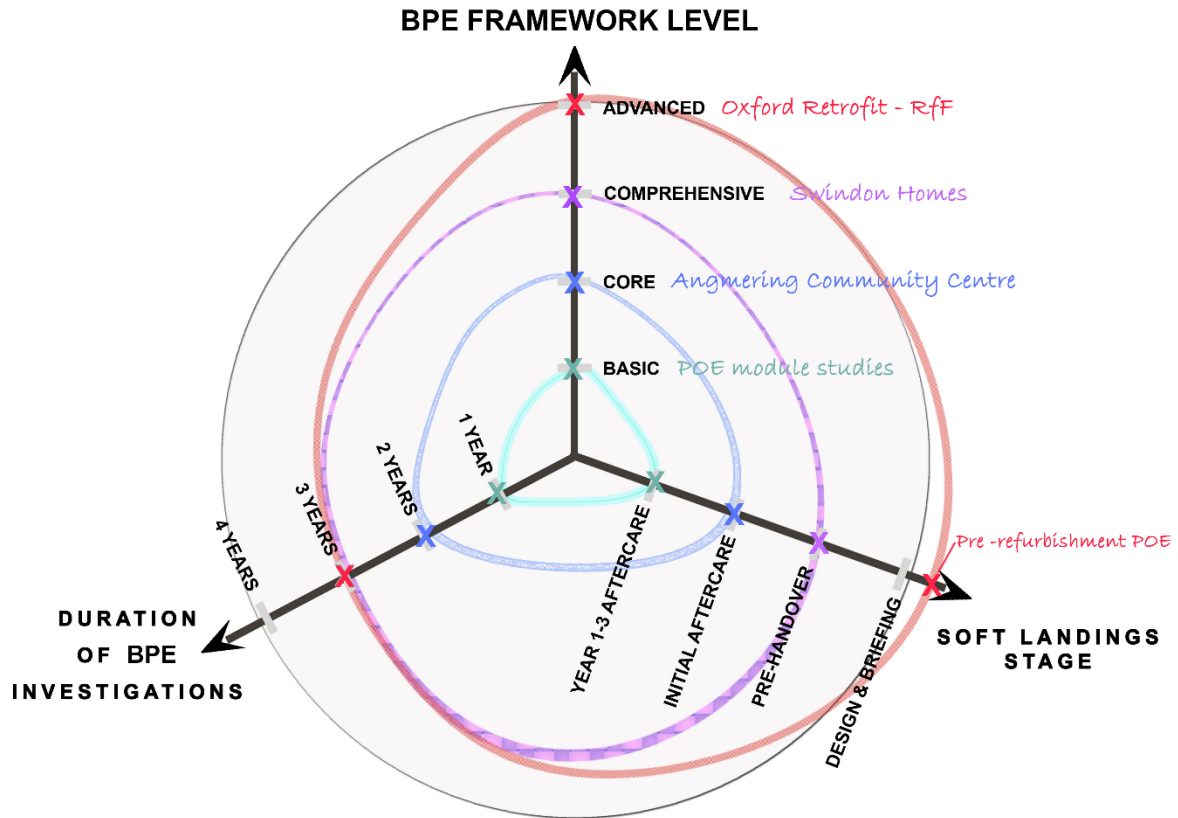 BPE FRAMEWORK LEVEL
ADVANCED Oxford Retrofit - RfF
COMPREHENSIVE Swindon Homes
CORE Angmering Community Centre
BASIC POE module studies
1 YEAR
2 YEARS
3 YEARS
4 YEARS
DURATION
OF BPE
INVESTIGATIONS
YEAR 1-3 AFTERCARE
INITIAL AFTERCARE
PRE-HANDOVER
DESIGN & BRIEFING
Pre -refurbishment POE
SOFT LANDINGS
STAGE